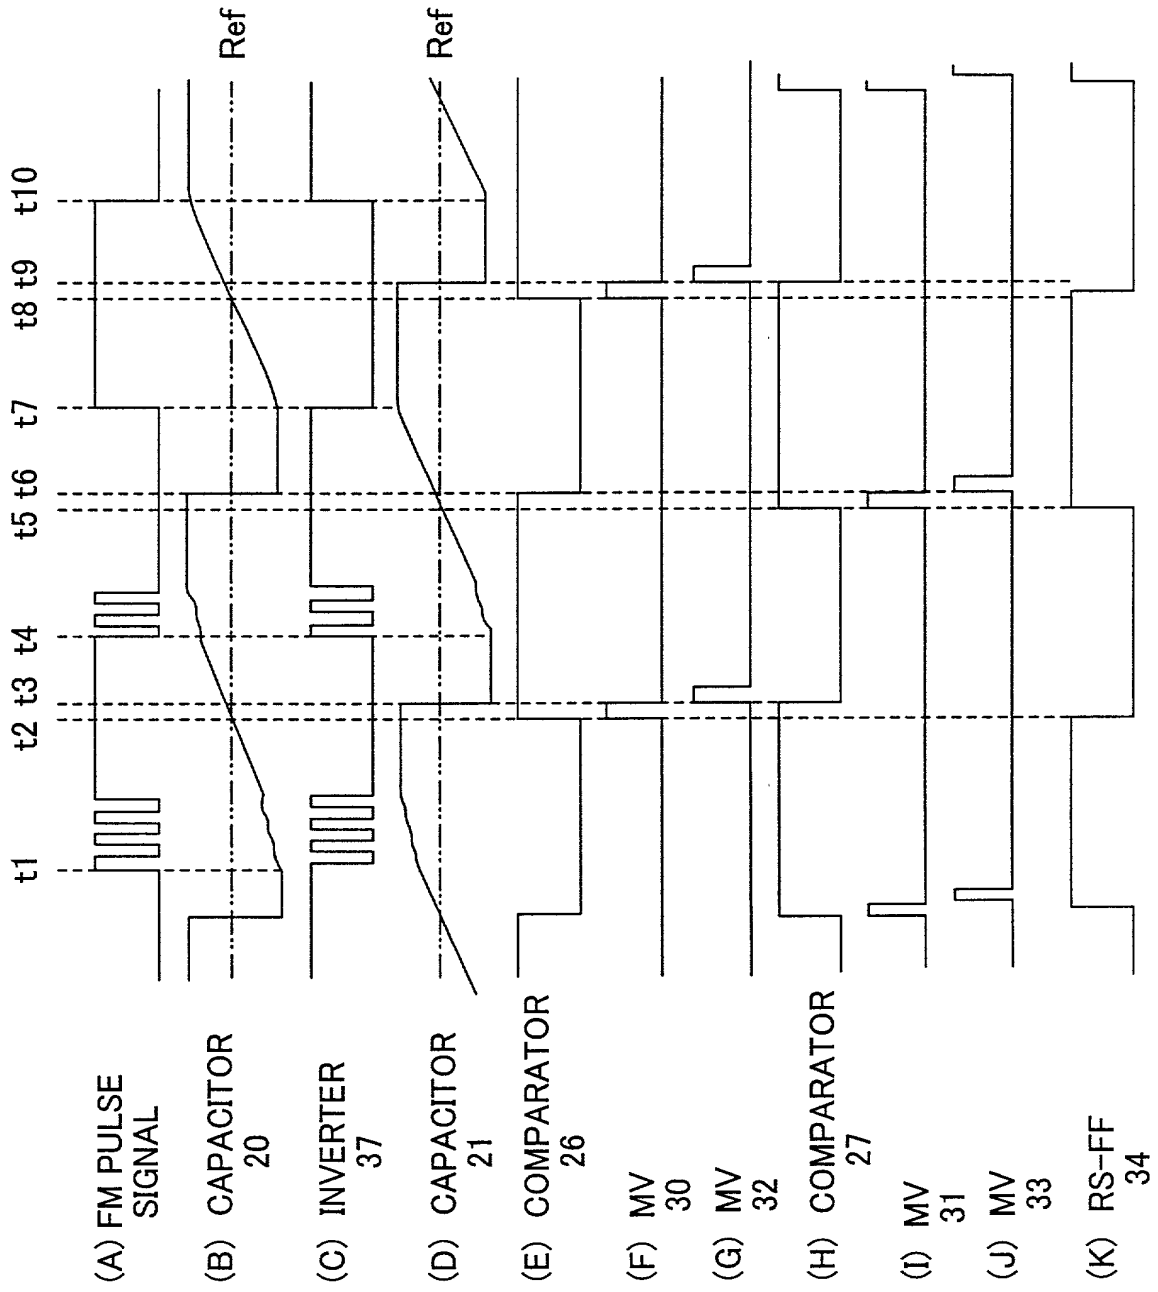 t1 t2 t3 t4 t5 t6 t7 t8 t9 t10
(A) FM PULSE
SIGNAL
(B) CAPACITOR
20
Ref
(C) INVERTER
37
(D) CAPACITOR
21
Ref
(E) COMPARATOR
26
(F) MV
30
(G) MV
32
(H) COMPARATOR
27
(I) MV
31
(J) MV
33
(K) RS-FF
34